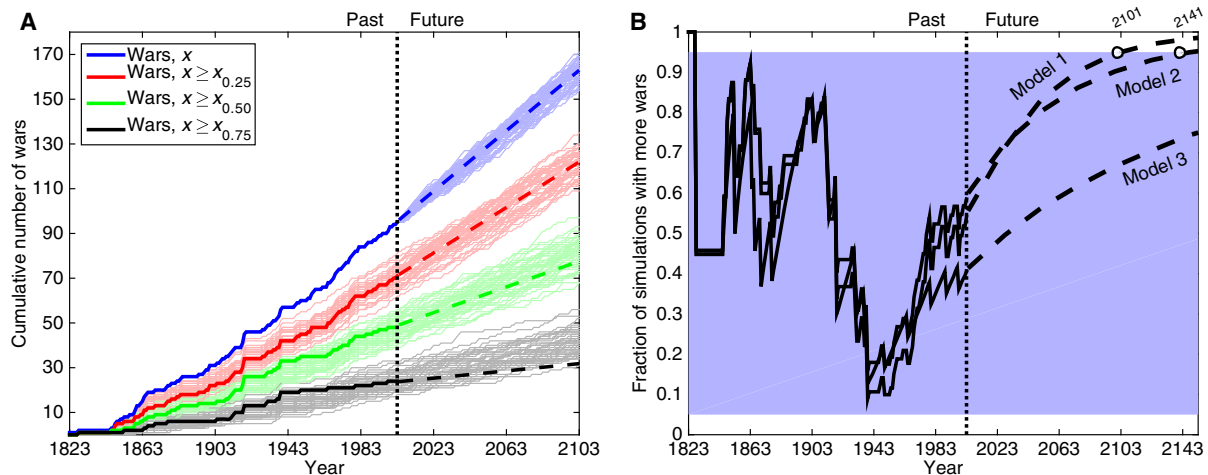 A
Past Future
Cumulative number of wars
170
150
130
110
90
70
50
30
10
Wars, x
Wars, x ≥ x0.25
Wars, x ≥ x0.50
Wars, x ≥ x0.75
1823 1863 1903 1943 1983 2023 2063 2103
Year
B
Past Future
2101
2141
Fraction of simulations with more wars
1
0.9
0.8
0.7
0.6
0.5
0.4
0.3
0.2
0.1
0
Model 1
Model 2
Model 3
1823 1863 1903 1943 1983 2023 2063 2103 2143
Year